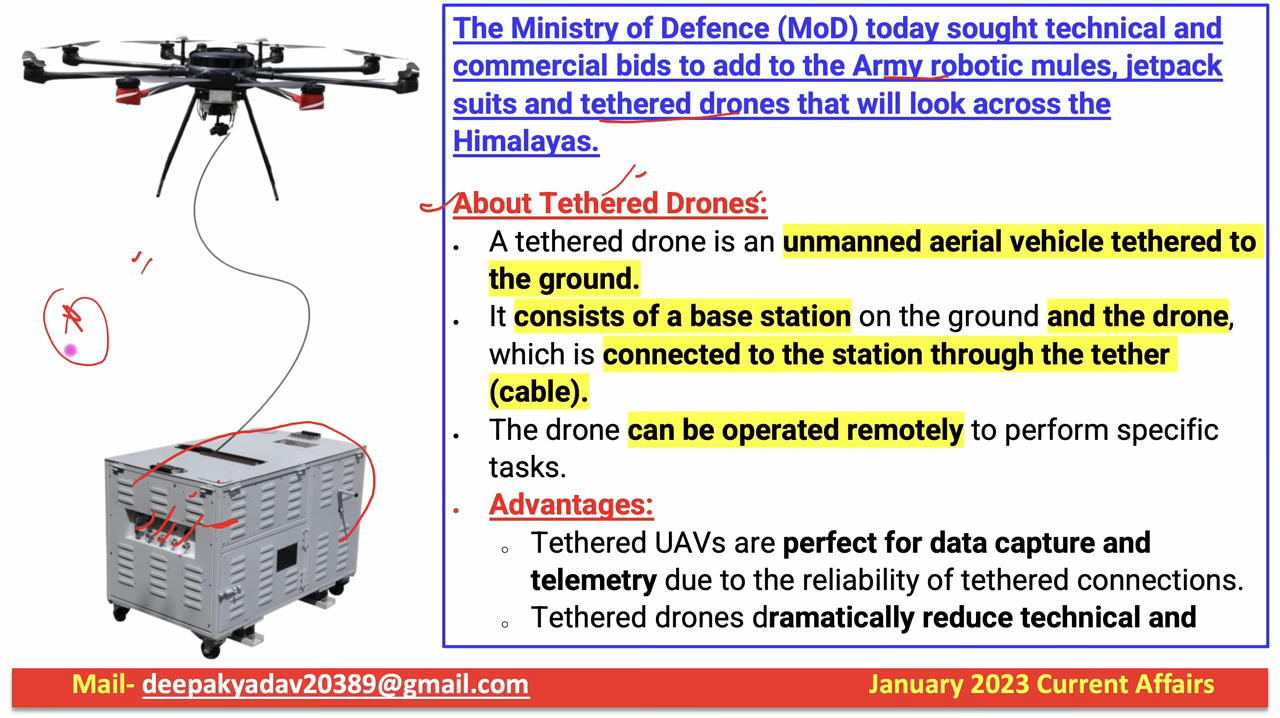 The Ministry of Defence (MoD) today sought technical and
commercial bids to add to the Army robotic mules, jetpack
suits and tethered drones that will look across the
Himalayas.
About Tethered Drones:
• A tethered drone is an unmanned aerial vehicle tethered to
the ground.
• It consists of a base station on the ground and the drone,
which is connected to the station through the tether
(cable).
• The drone can be operated remotely to perform specific
tasks.
• Advantages:
○ Tethered UAVs are perfect for data capture and
telemetry due to the reliability of tethered connections.
○ Tethered drones dramatically reduce technical and
Mail- deepakyadav20389@gmail.com
January 2023 Current Affairs